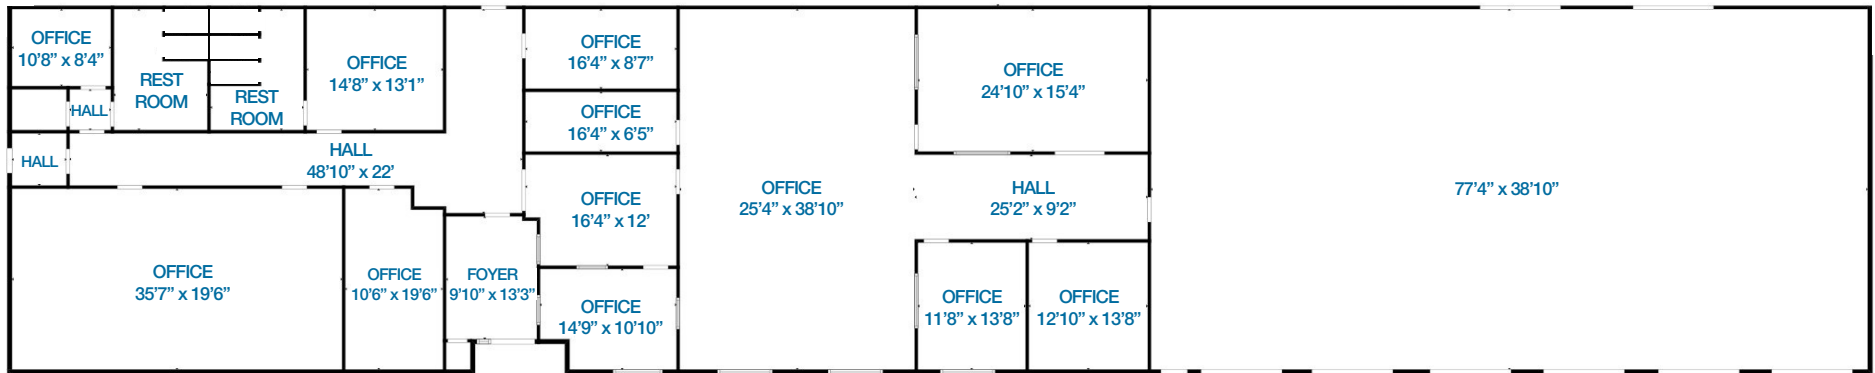 OFFICE
10’8” x 8’4”
REST
ROOM
REST
ROOM
OFFICE
14’8” x 13’1”
HALL
HALL
HALL
48’10” x 22’
OFFICE
35’7” x 19’6”
OFFICE
10’6” x 19’6”
FOYER
9’10” x 13’3”
OFFICE
16’4” x 8’7”
OFFICE
16’4” x 6’5”
OFFICE
16’4” x 12’
OFFICE
14’9” x 10’10”
OFFICE
25’4” x 38’10”
OFFICE
24’10” x 15’4”
HALL
25’2” x 9’2”
OFFICE
11’8” x 13’8”
OFFICE
12’10” x 13’8”
77’4” x 38’10”